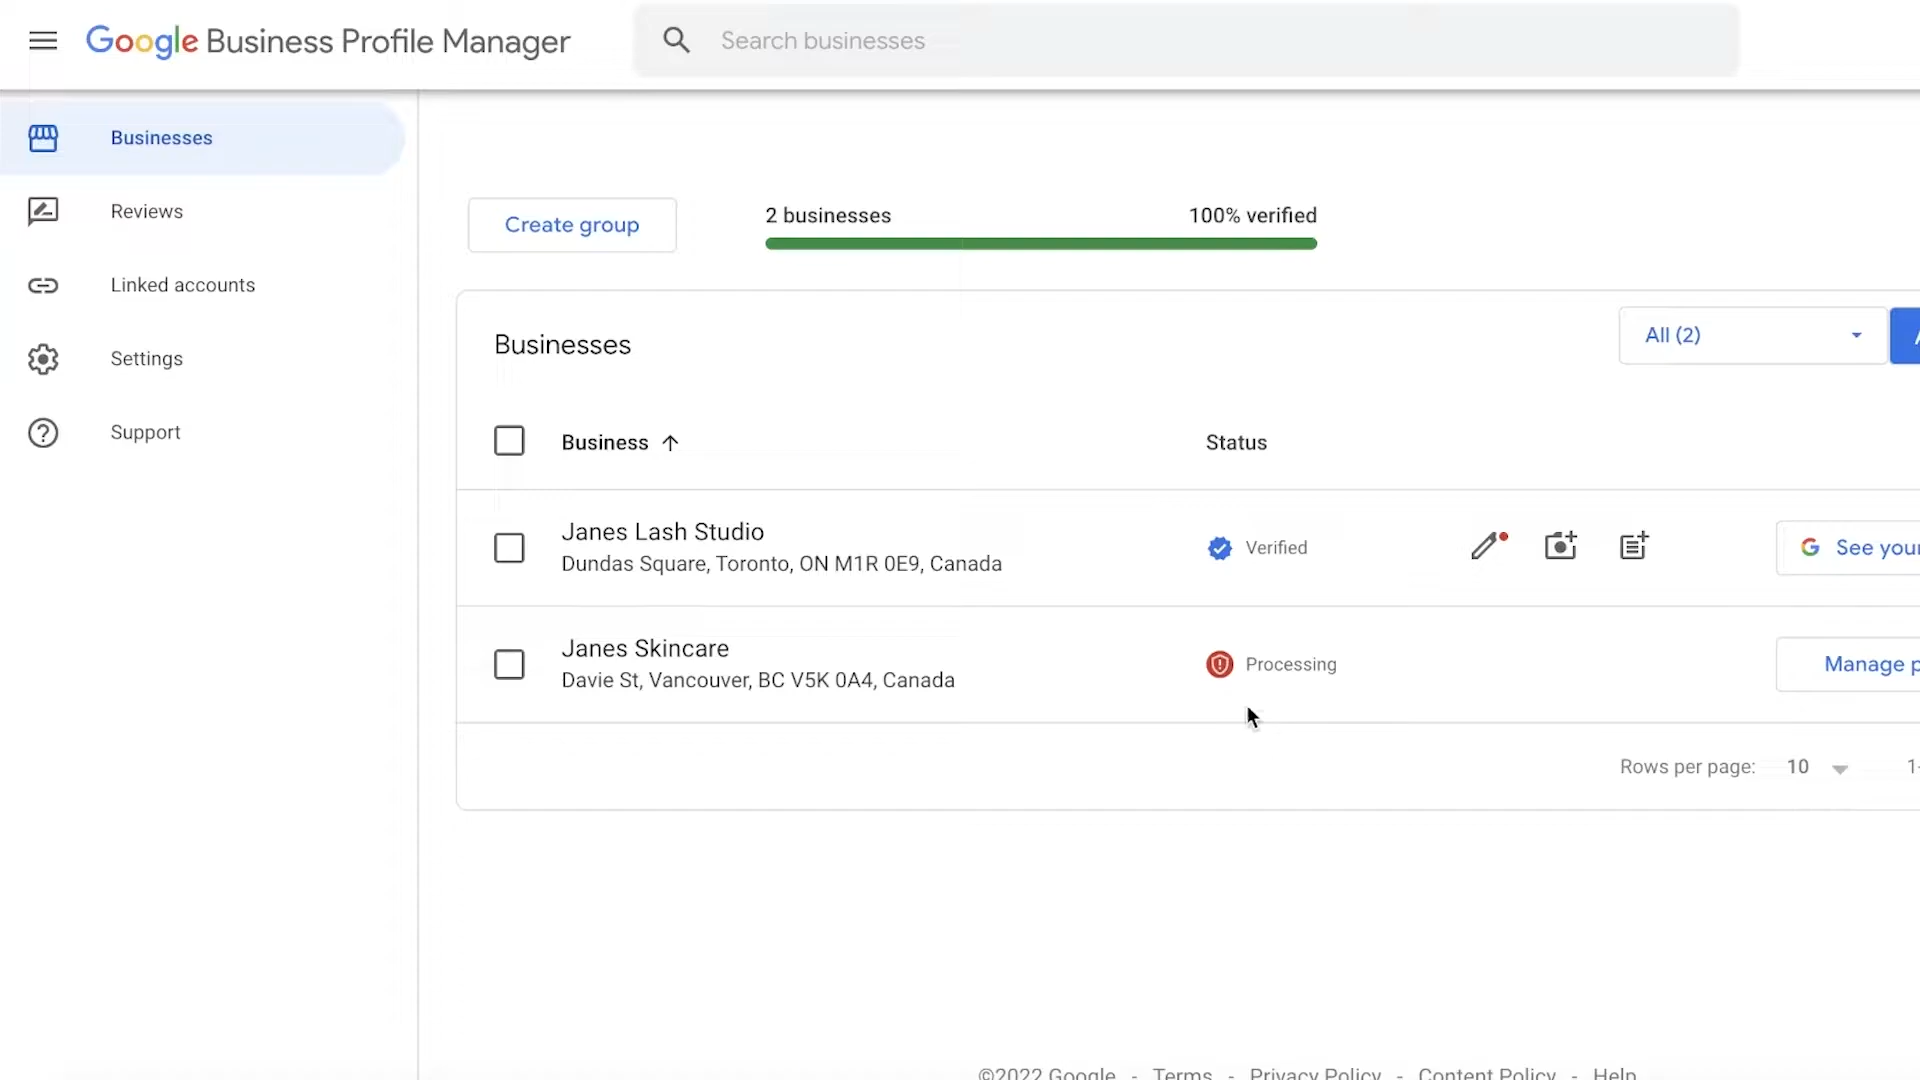 Google Business Profile Manager
Search businesses
Businesses
Reviews
Linked accounts
Settings
Support
Create group
2 businesses
100% verified
Businesses
All (2)
Business
Status
Janes Lash Studio
Dundas Square, Toronto, ON M1R 0E9, Canada
Verified
G See your
Janes Skincare
Davie St, Vancouver, BC V5K 0A4, Canada
Processing
Manage p
Rows per page: 10
1-
©2022 Google - Terms - Privacy Policy - Content Policy - Help